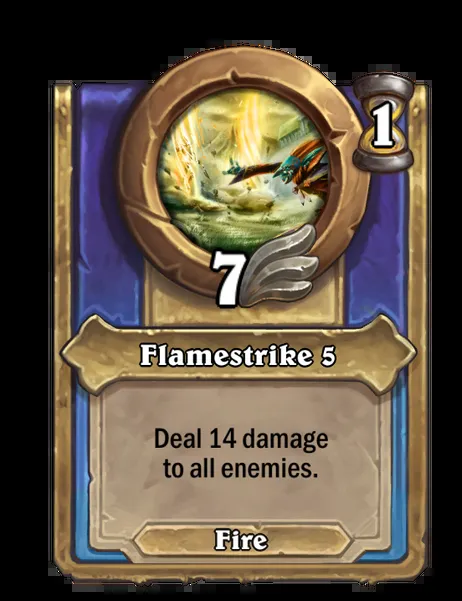 1
7
Flamestrike 5
Deal 14 damage
to all enemies.
Fire